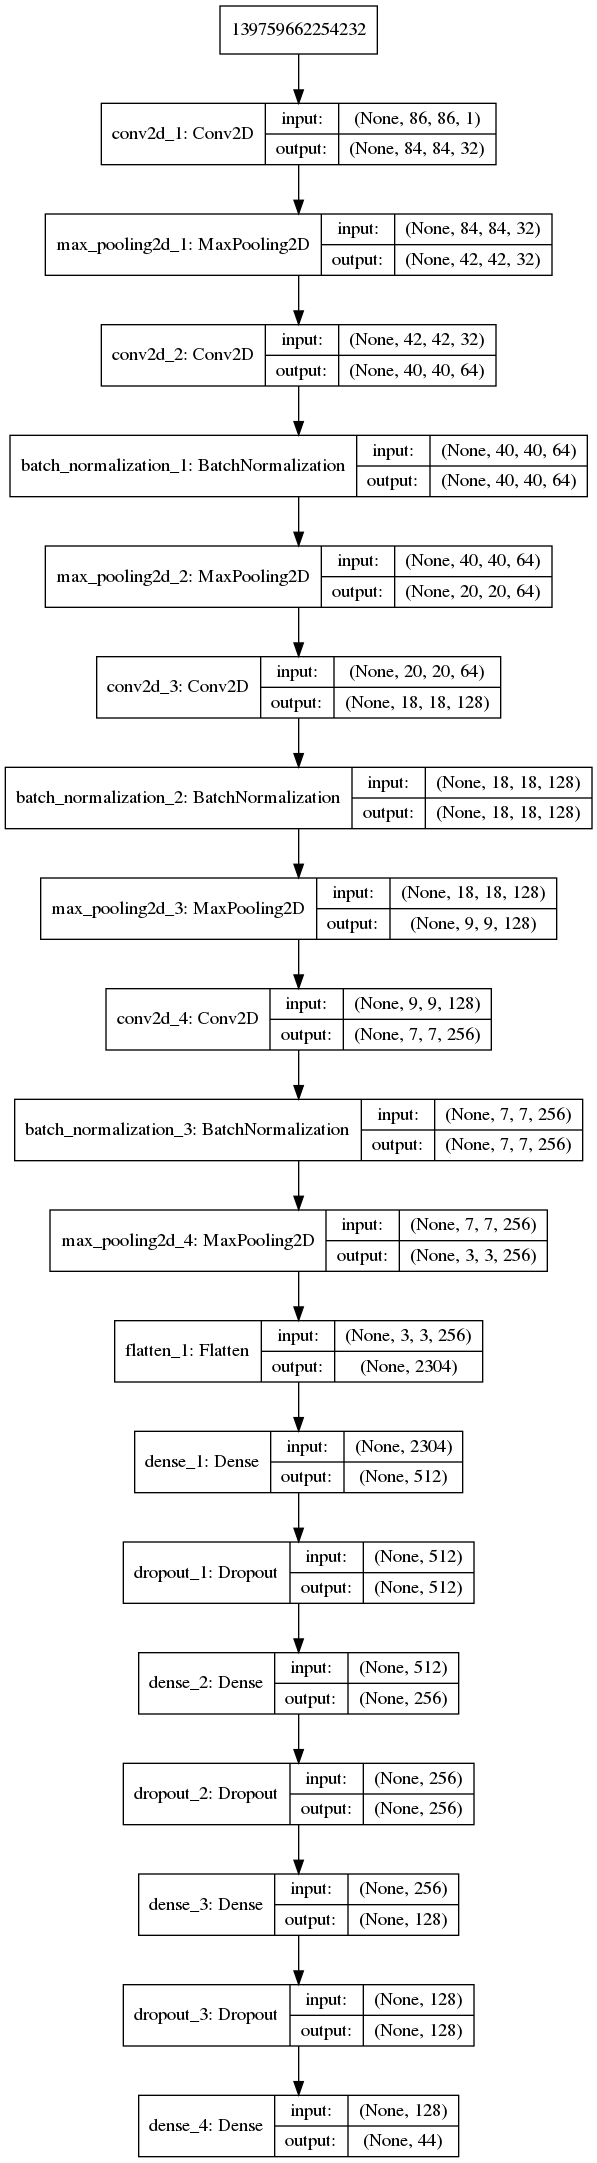 139759662254232
conv2d_1: Conv2D
input: (None, 86, 86, 1)
output: (None, 84, 84, 32)
max_pooling2d_1: MaxPooling2D
input: (None, 84, 84, 32)
output: (None, 42, 42, 32)
conv2d_2: Conv2D
input: (None, 42, 42, 32)
output: (None, 40, 40, 64)
batch_normalization_1: BatchNormalization
input: (None, 40, 40, 64)
output: (None, 40, 40, 64)
max_pooling2d_2: MaxPooling2D
input: (None, 40, 40, 64)
output: (None, 20, 20, 64)
conv2d_3: Conv2D
input: (None, 20, 20, 64)
output: (None, 18, 18, 128)
batch_normalization_2: BatchNormalization
input: (None, 18, 18, 128)
output: (None, 18, 18, 128)
max_pooling2d_3: MaxPooling2D
input: (None, 18, 18, 128)
output: (None, 9, 9, 128)
conv2d_4: Conv2D
input: (None, 9, 9, 128)
output: (None, 7, 7, 256)
batch_normalization_3: BatchNormalization
input: (None, 7, 7, 256)
output: (None, 7, 7, 256)
max_pooling2d_4: MaxPooling2D
input: (None, 7, 7, 256)
output: (None, 3, 3, 256)
flatten_1: Flatten
input: (None, 3, 3, 256)
output: (None, 2304)
dense_1: Dense
input: (None, 2304)
output: (None, 512)
dropout_1: Dropout
input: (None, 512)
output: (None, 512)
dense_2: Dense
input: (None, 512)
output: (None, 256)
dropout_2: Dropout
input: (None, 256)
output: (None, 256)
dense_3: Dense
input: (None, 256)
output: (None, 128)
dropout_3: Dropout
input: (None, 128)
output: (None, 128)
dense_4: Dense
input: (None, 128)
output: (None, 44)